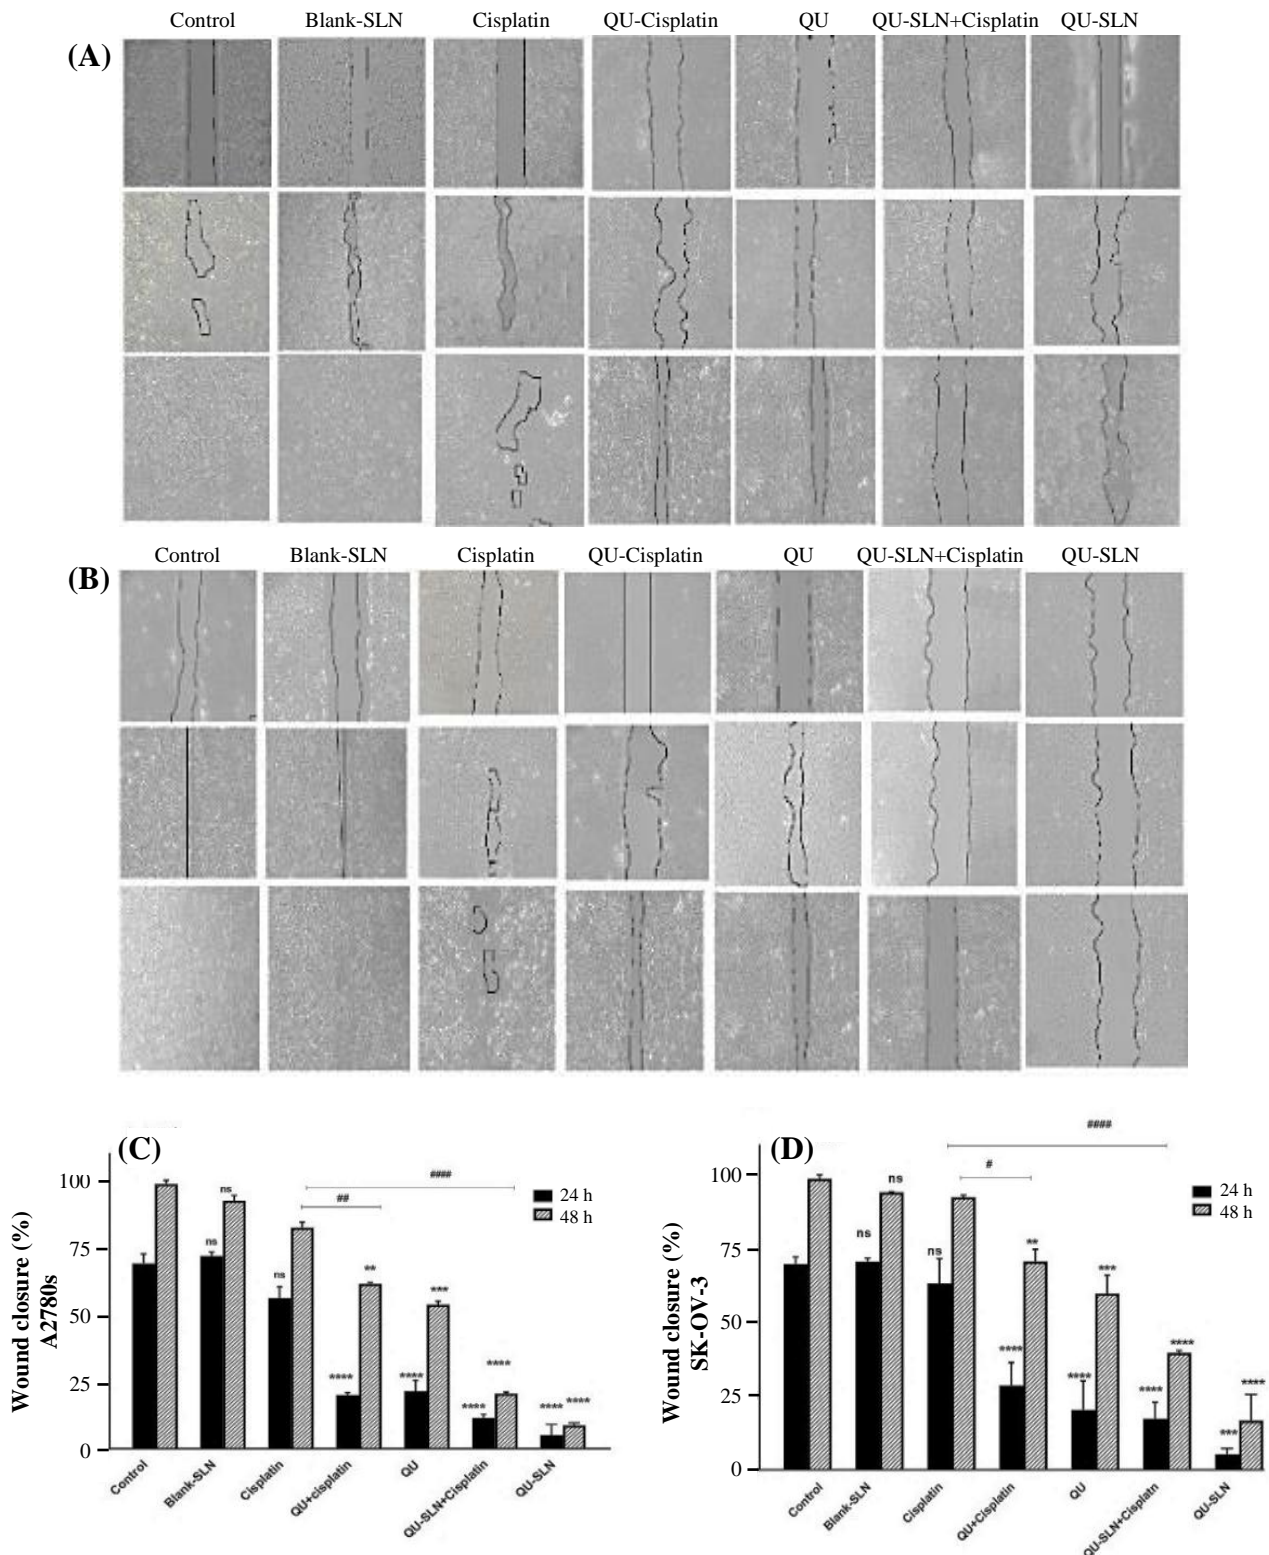 Control Blank-SLN Cisplatin QU-Cisplatin QU QU-SLN+Cisplatin QU-SLN
(A)
Control Blank-SLN Cisplatin QU-Cisplatin QU QU-SLN+Cisplatin QU-SLN
(B)
(C)
Wound closure (%)
A2780s
100
75
50
25
0
ns
ns
ns
##
####
****
**
****
***
****
****
****
****
24 h
48 h
Control
Blank-SLN
Cisplatin
QU+cisplatin
QU
QU-SLN+Cisplatin
QU-SLN
(D)
Wound closure (%)
SK-OV-3
100
75
50
25
0
ns
ns
ns
#
####
****
**
****
***
****
****
***
****
24 h
48 h
Control
Blank-SLN
Cisplatin
QU+Cisplatin
QU
QU-SLN+Cisplatn
QU-SLN